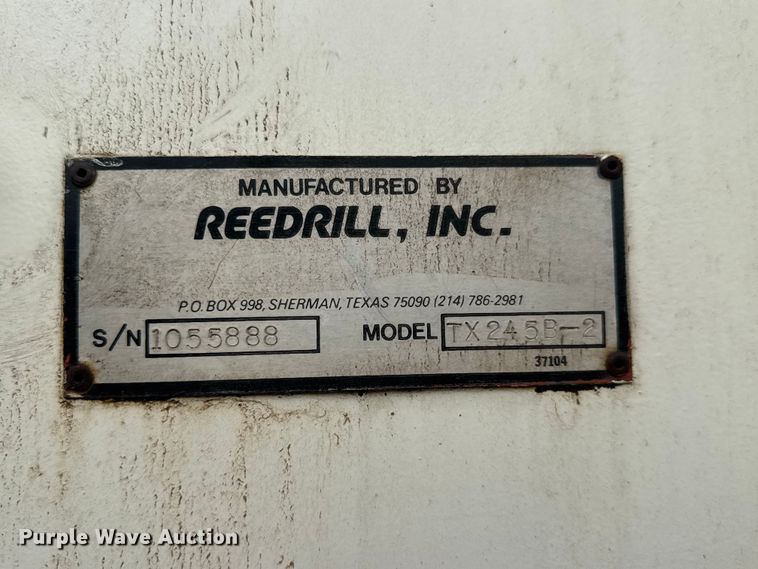 MANUFACTURED BY
REEDRILL, INC.
P.O. BOX 998, SHERMAN, TEXAS 75090 (214) 786-2981
S/N 1055888 MODEL TX245B-2
37104
Purple Wave Auction